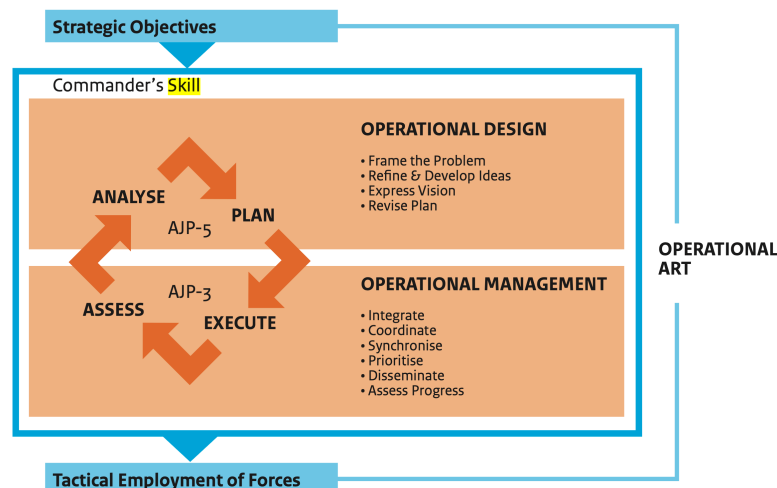 Strategic Objectives
Commander's Skill
OPERATIONAL DESIGN
• Frame the Problem
• Refine & Develop Ideas
• Express Vision
• Revise Plan
ANALYSE
PLAN
AJP-5
OPERATIONAL
ART
AJP-3
ASSESS
EXECUTE
OPERATIONAL MANAGEMENT
• Integrate
• Coordinate
• Synchronise
• Prioritise
• Disseminate
• Assess Progress
Tactical Employment of Forces